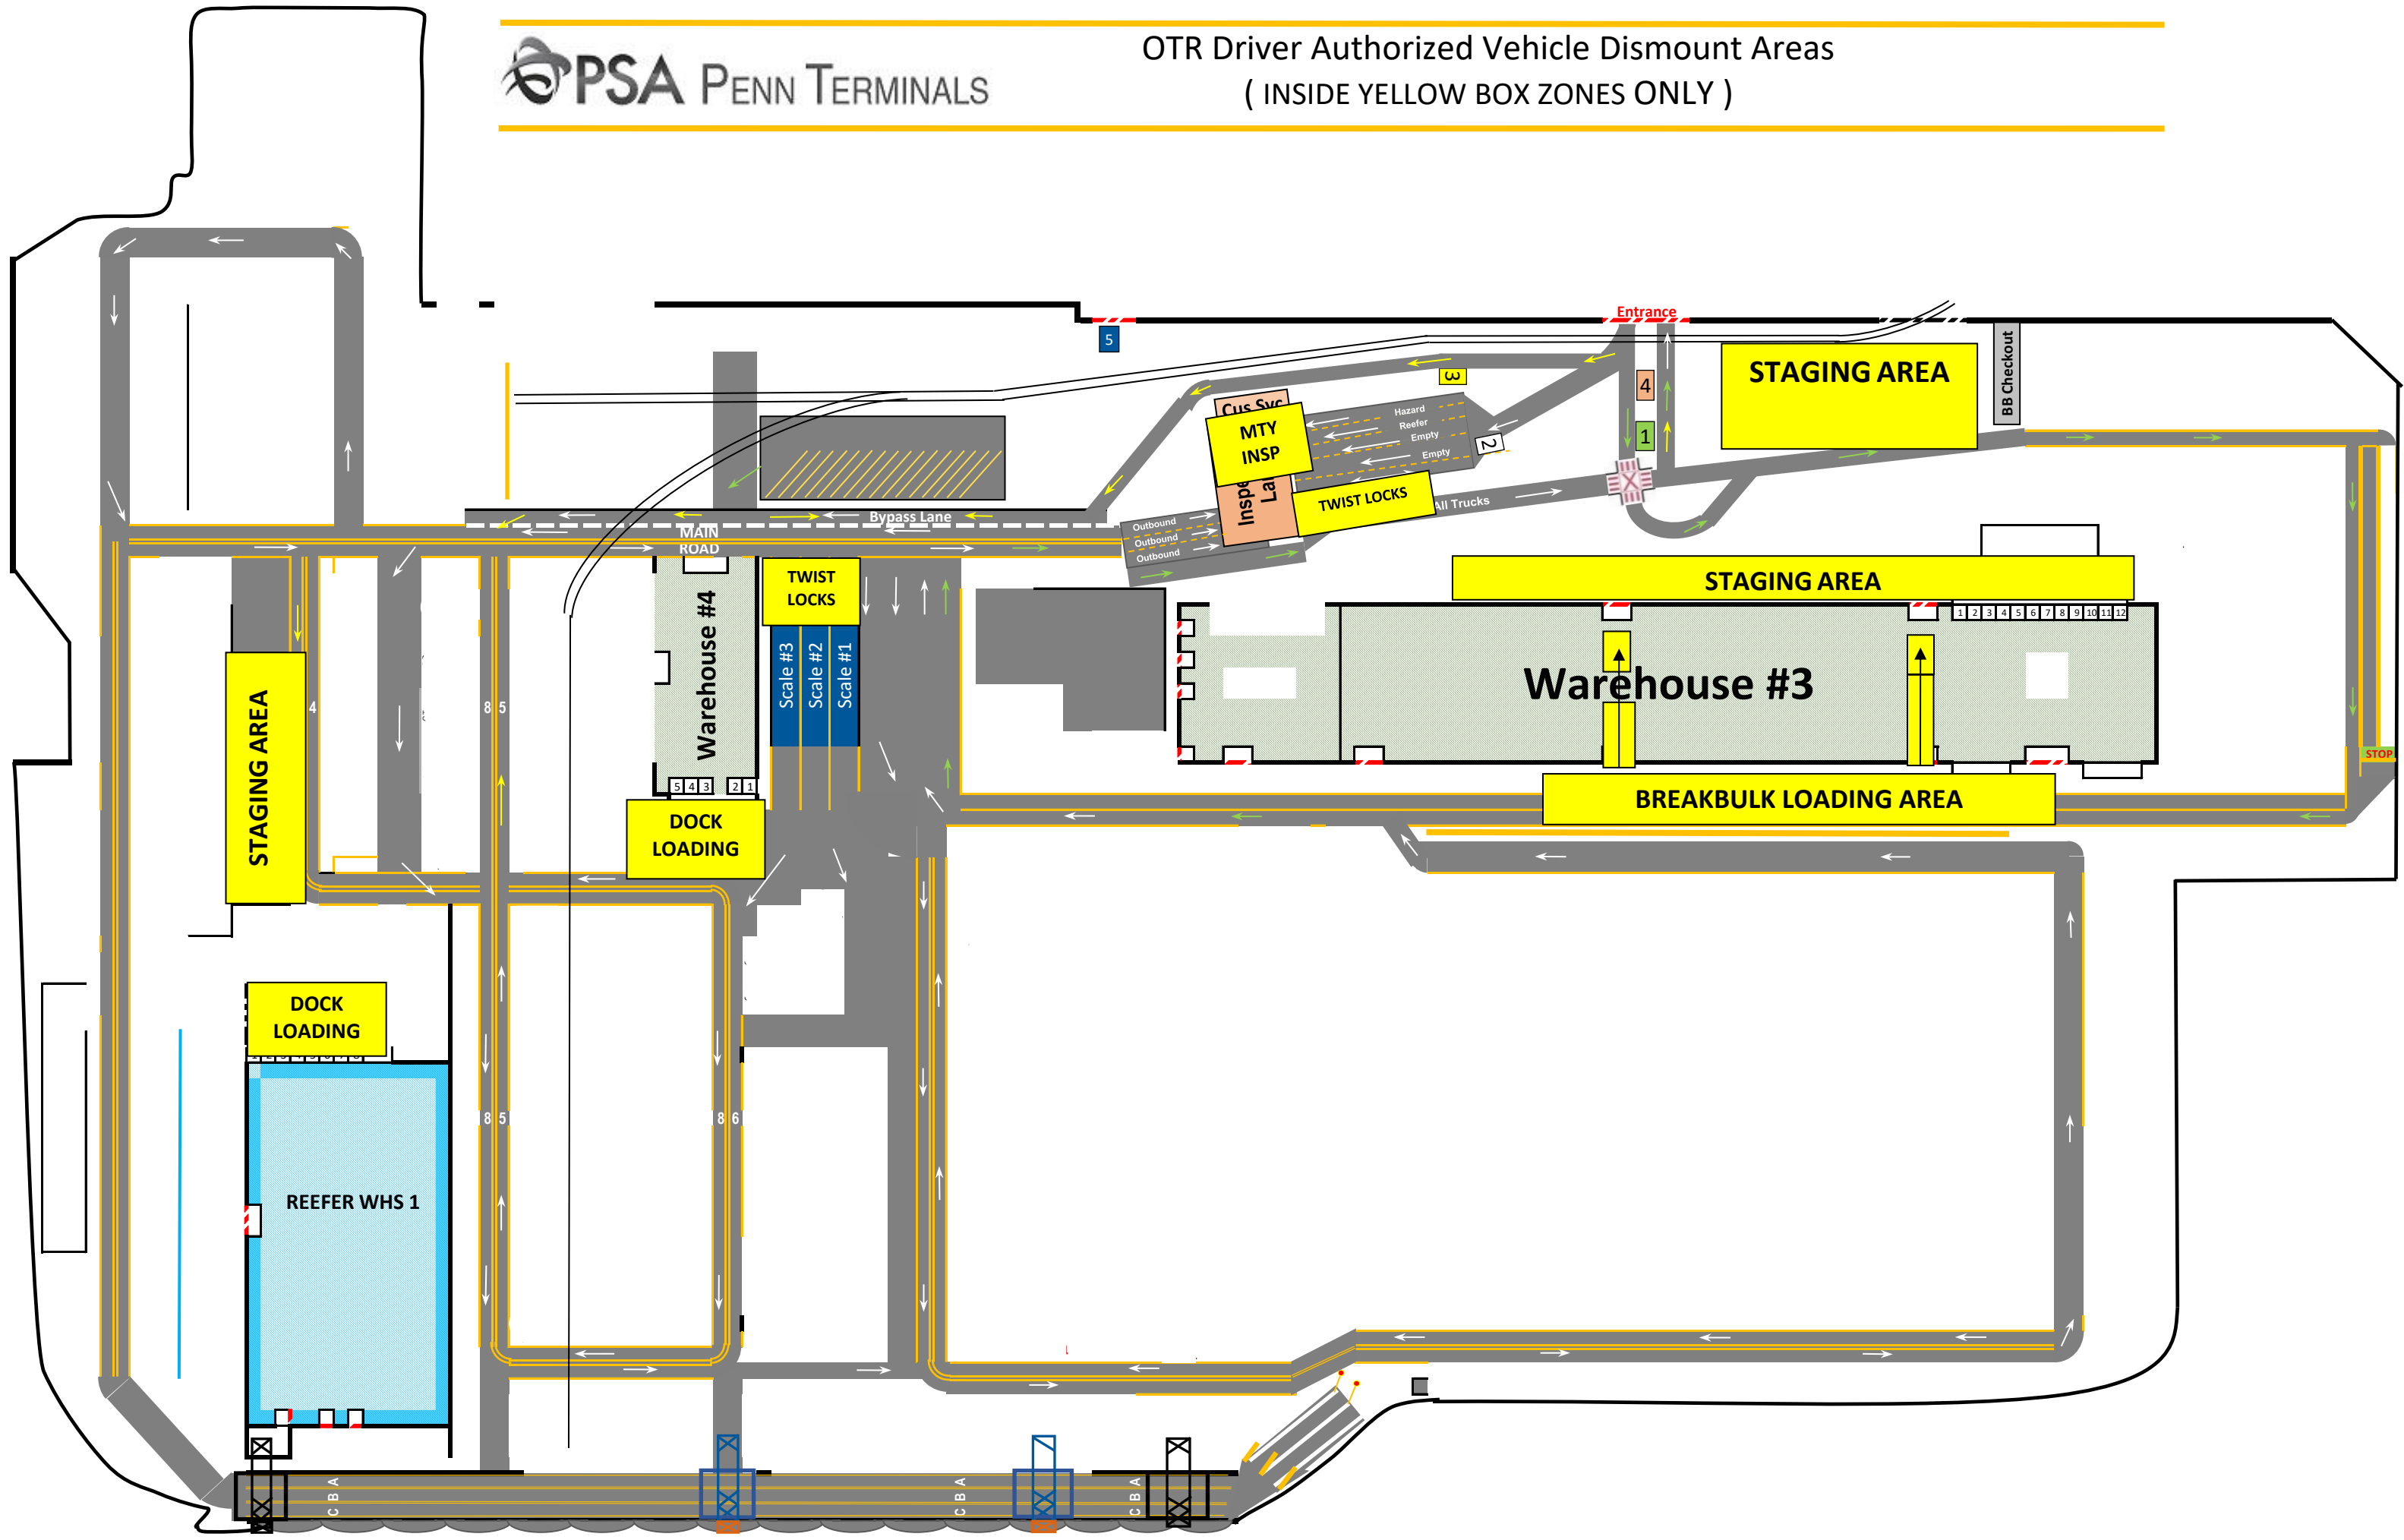 PSA PENN TERMINALS
OTR Driver Authorized Vehicle Dismount Areas
( INSIDE YELLOW BOX ZONES ONLY )
Entrance
5
STAGING AREA
BB Checkout
3
4
1
2
Cus Svc
MTY
INSP
Hazard
Reefer
Empty
Empty
TWIST LOCKS
All Trucks
Outbound
Outbound
Outbound
Bypass Lane
MAIN
ROAD
TWIST
LOCKS
Scale #3
Scale #2
Scale #1
Warehouse #4
5 4 3 2 1
DOCK
LOADING
STAGING AREA
1 2 3 4 5 6 7 8 9 10 11 12
Warehouse #3
STOP
BREAKBULK LOADING AREA
STAGING AREA
4
8 5
DOCK
LOADING
REEFER WHS 1
8 5
8 6
C B A
C B A
C B A